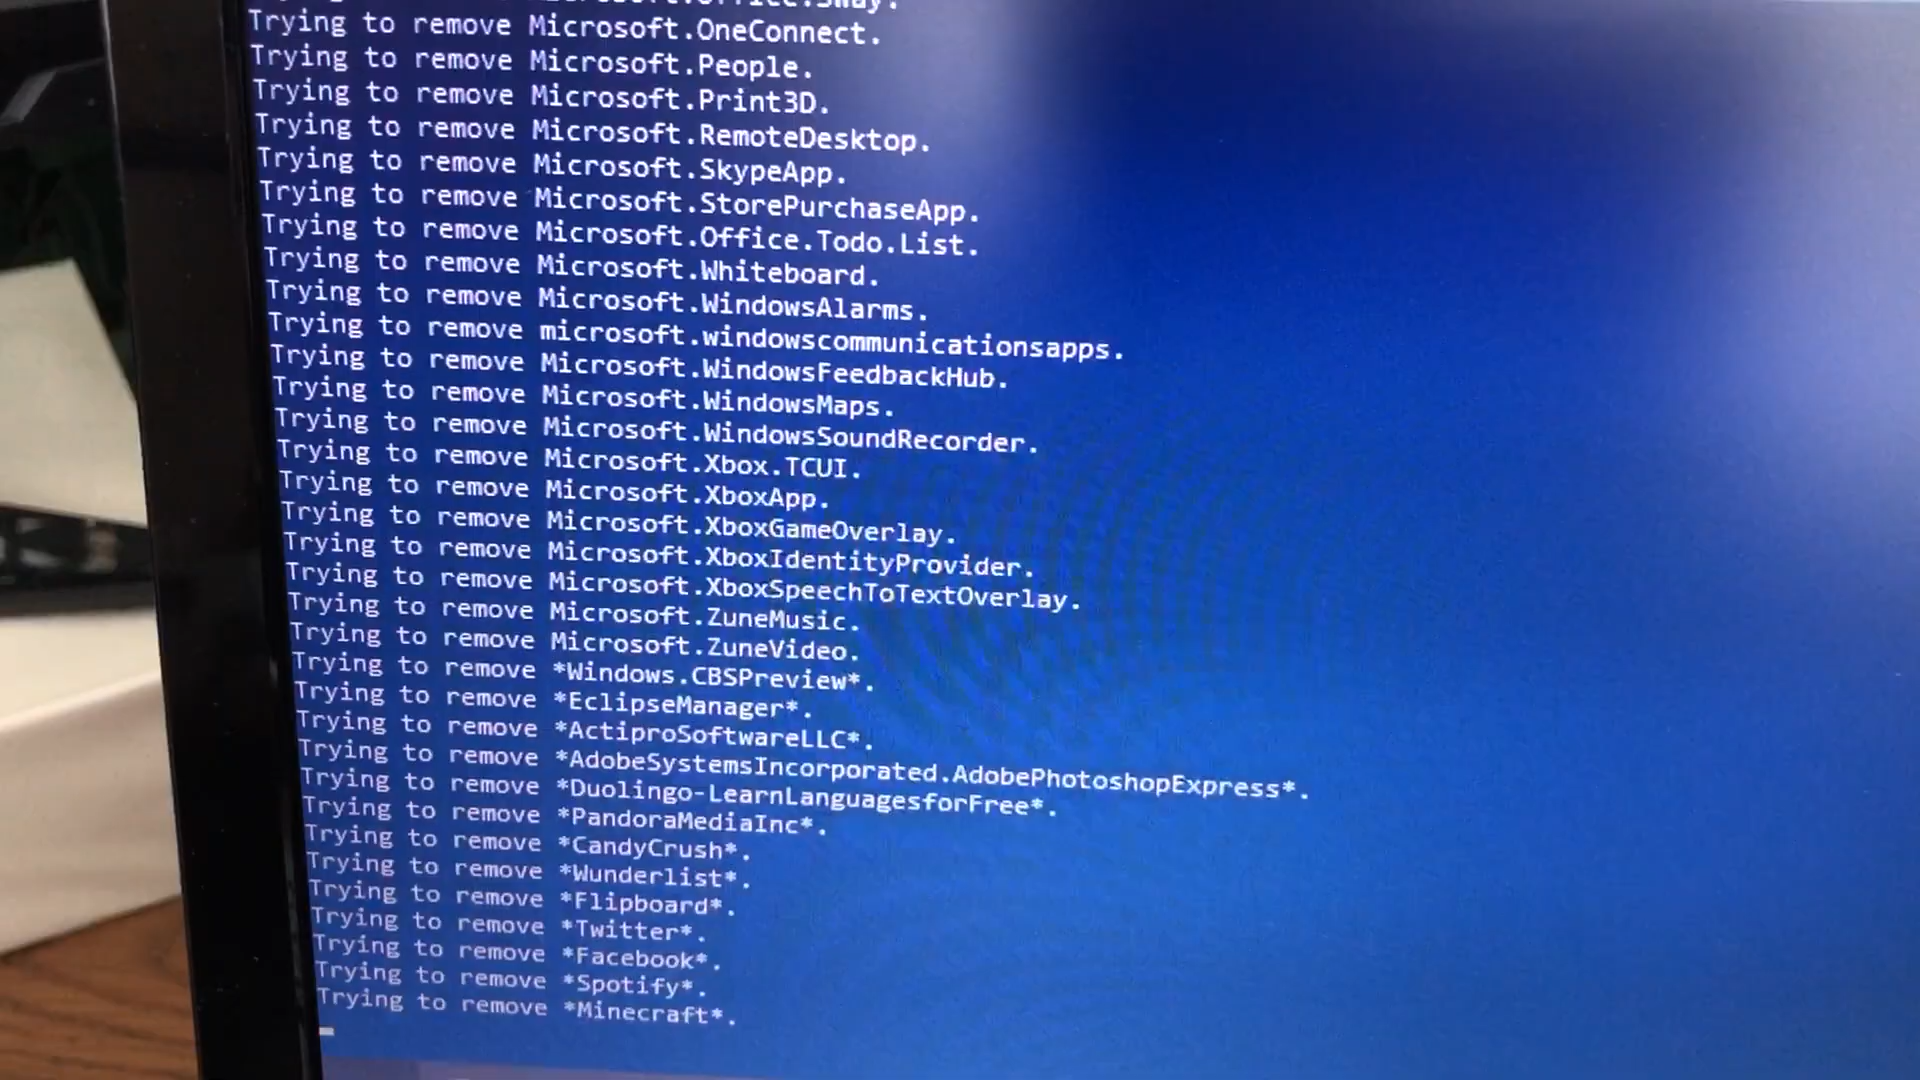 Trying to remove Microsoft.OneConnect.
Trying to remove Microsoft.People.
Trying to remove Microsoft.Print3D.
Trying to remove Microsoft.RemoteDesktop.
Trying to remove Microsoft.SkypeApp.
Trying to remove Microsoft.StorePurchaseApp.
Trying to remove Microsoft.Office.Todo.List.
Trying to remove Microsoft.Whiteboard.
Trying to remove Microsoft.WindowsAlarms.
Trying to remove microsoft.windowscommunicationsapps.
Trying to remove Microsoft.WindowsFeedbackHub.
Trying to remove Microsoft.WindowsMaps.
Trying to remove Microsoft.WindowsSoundRecorder.
Trying to remove Microsoft.Xbox.TCUI.
Trying to remove Microsoft.XboxApp.
Trying to remove Microsoft.XboxGameOverlay.
Trying to remove Microsoft.XboxIdentityProvider.
Trying to remove Microsoft.XboxSpeechToTextOverlay.
Trying to remove Microsoft.ZuneMusic.
Trying to remove Microsoft.ZuneVideo.
Trying to remove *Windows.CBSPreview*.
Trying to remove *EclipseManager*.
Trying to remove *ActiproSoftwareLLC*.
Trying to remove *AdobeSystemsIncorporated.AdobePhotoshopExpress*.
Trying to remove *Duolingo-LearnLanguagesforFree*.
Trying to remove *PandoraMediaInc*.
Trying to remove *CandyCrush*.
Trying to remove *Wunderlist*.
Trying to remove *Flipboard*.
Trying to remove *Twitter*.
Trying to remove *Facebook*.
Trying to remove *Spotify*.
Trying to remove *Minecraft*.